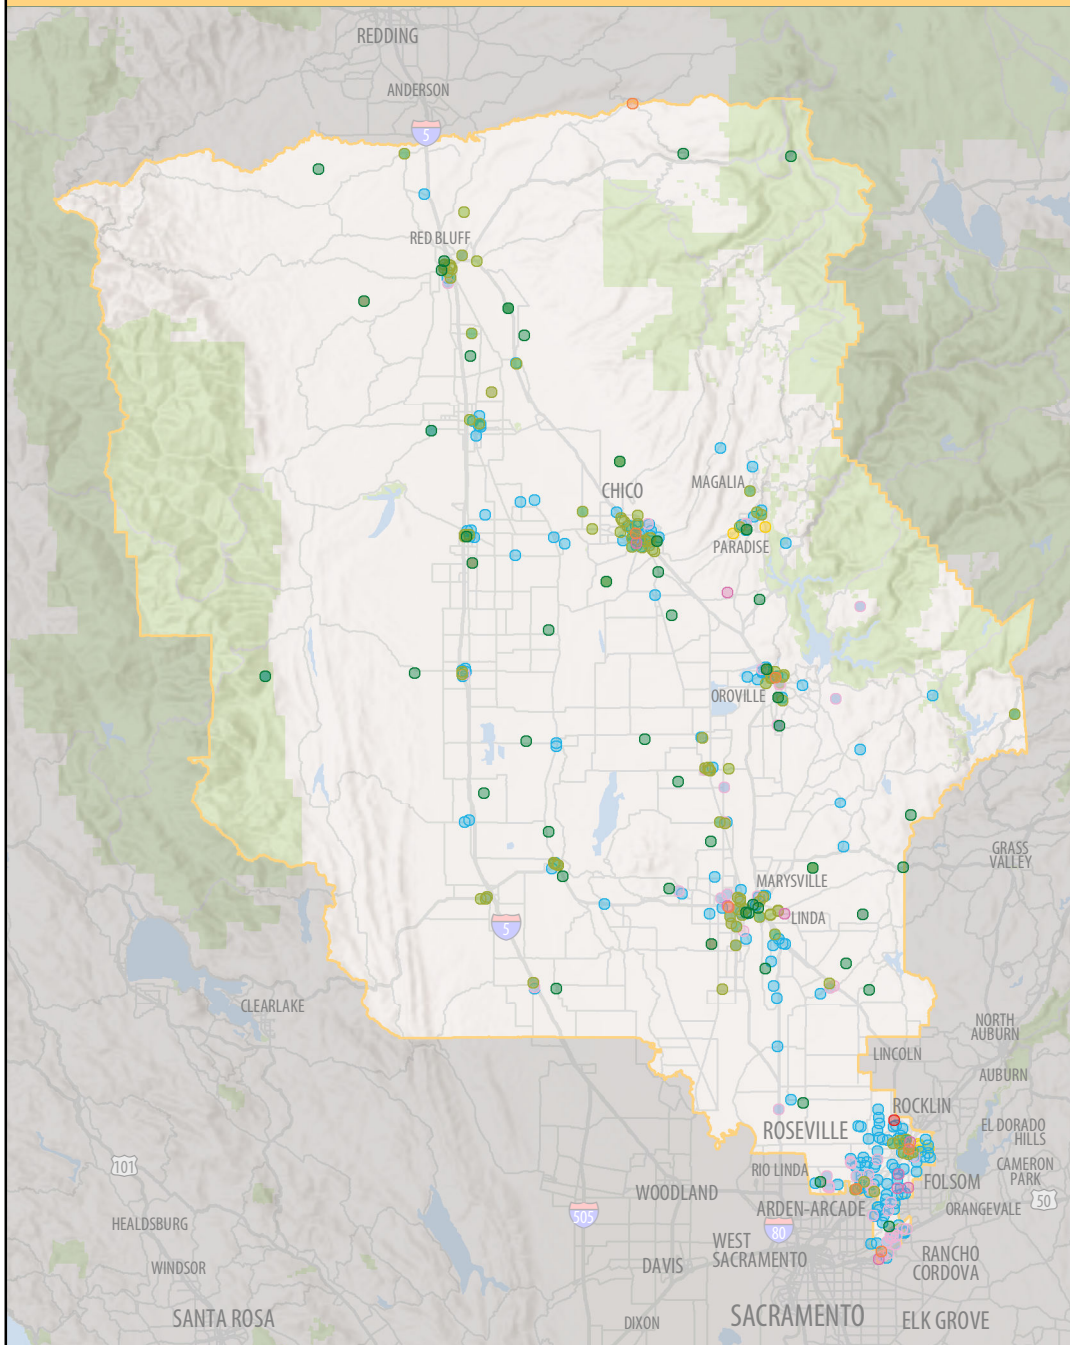 REDDING
ANDERSON
5
RED BLUFF
CHICO
MAGALIA
PARADISE
OROVILLE
GRASS
VALLEY
MARYSVILLE
LINDA
5
CLEARLAKE
NORTH
AUBURN
LINCOLN
AUBURN
ROCKLIN
EL DORADO
HILLS
ROSEVILLE
101
RIO LINDA
CAMERON
PARK
FOLSOM
WOODLAND
50
ARDEN-ARCADE
ORANGEVALE
505
HEALDSBURG
80
WEST
SACRAMENTO
RANCHO
CORDOVA
DAVIS
WINDSOR
SANTA ROSA
DIXON
SACRAMENTO
ELK GROVE